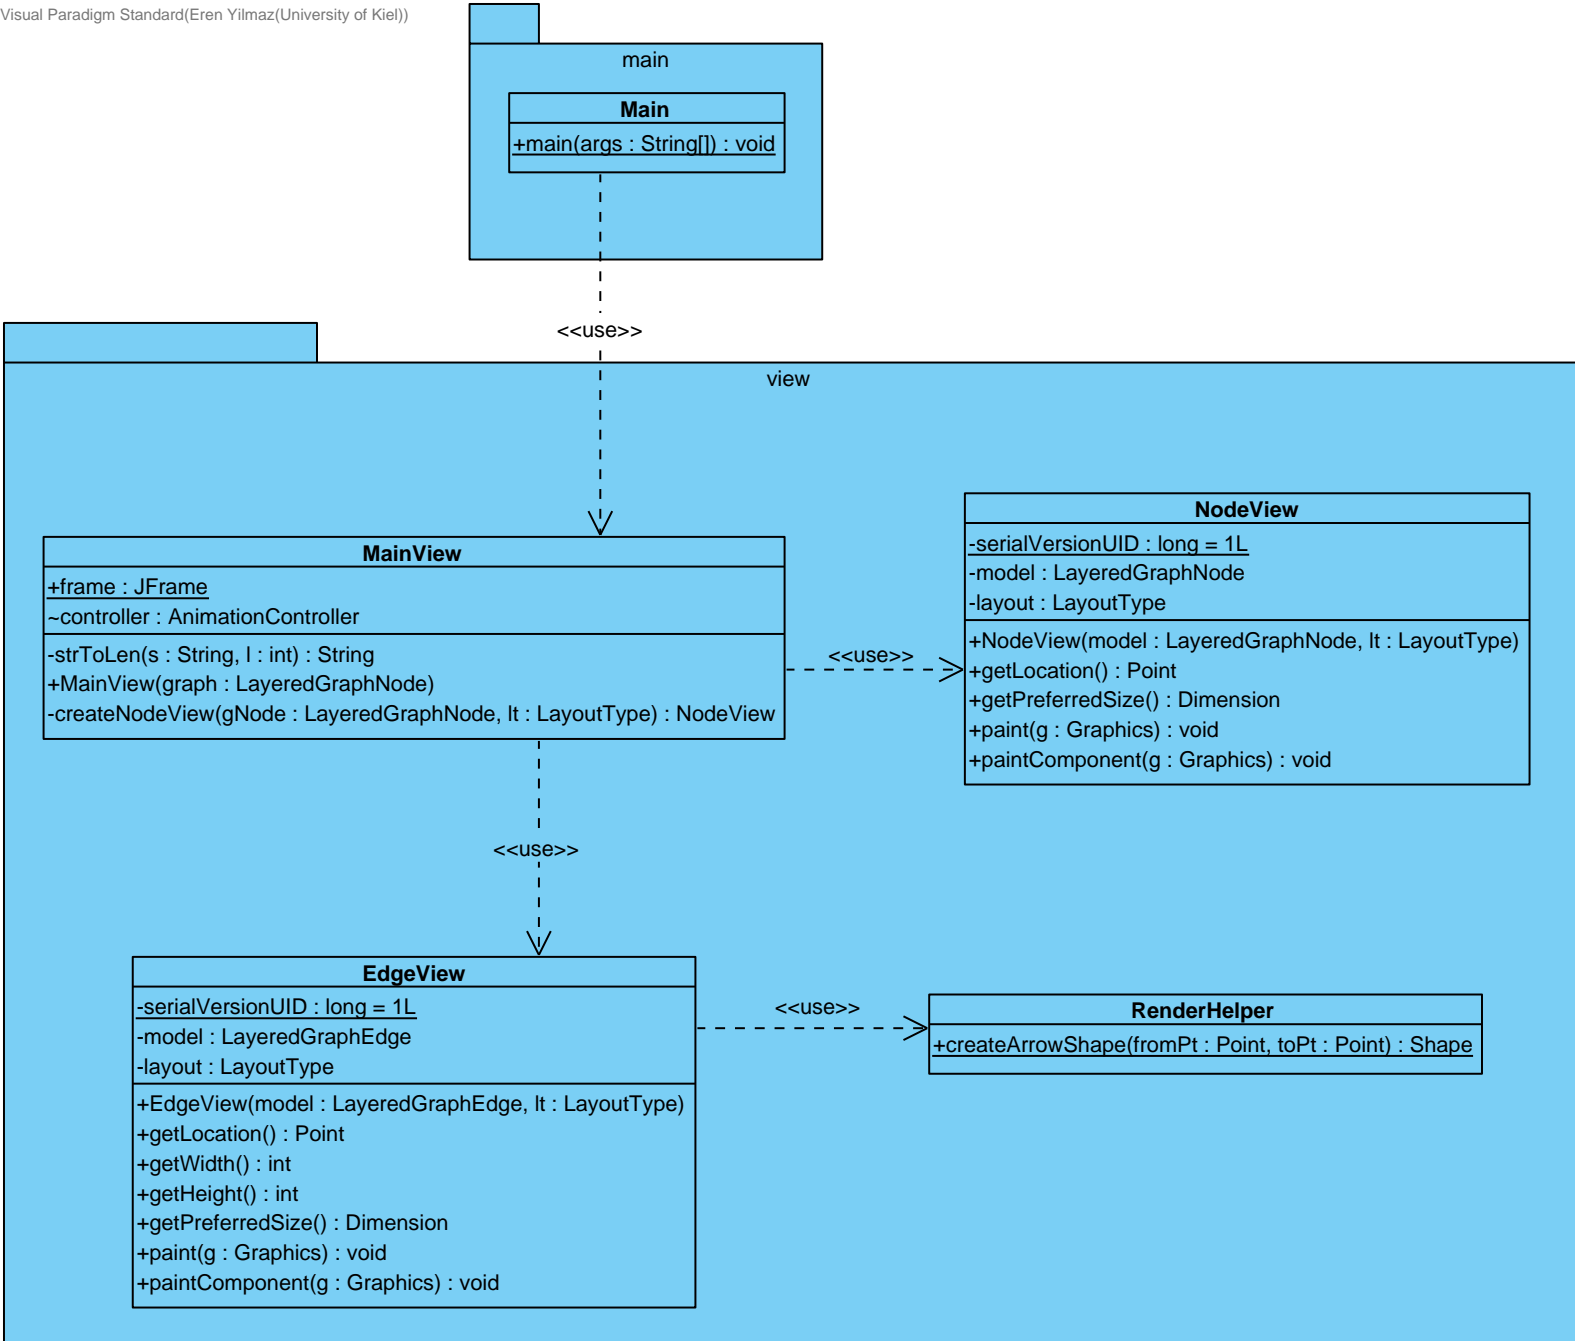 Visual Paradigm Standard(Eren Yilmaz(University of Kiel))
main
Main
+main(args : String[]) : void
<<use>>
view
MainView
+frame : JFrame
~controller : AnimationController
-strToLen(s : String, l : int) : String
+MainView(graph : LayeredGraphNode)
-createNodeView(gNode : LayeredGraphNode, lt : LayoutType) : NodeView
<<use>>
NodeView
-serialVersionUID : long = 1L
-model : LayeredGraphNode
-layout : LayoutType
+NodeView(model : LayeredGraphNode, lt : LayoutType)
+getLocation() : Point
+getPreferredSize() : Dimension
+paint(g : Graphics) : void
+paintComponent(g : Graphics) : void
<<use>>
EdgeView
-serialVersionUID : long = 1L
-model : LayeredGraphEdge
-layout : LayoutType
+EdgeView(model : LayeredGraphEdge, lt : LayoutType)
+getLocation() : Point
+getWidth() : int
+getHeight() : int
+getPreferredSize() : Dimension
+paint(g : Graphics) : void
+paintComponent(g : Graphics) : void
<<use>>
RenderHelper
+createArrowShape(fromPt : Point, toPt : Point) : Shape